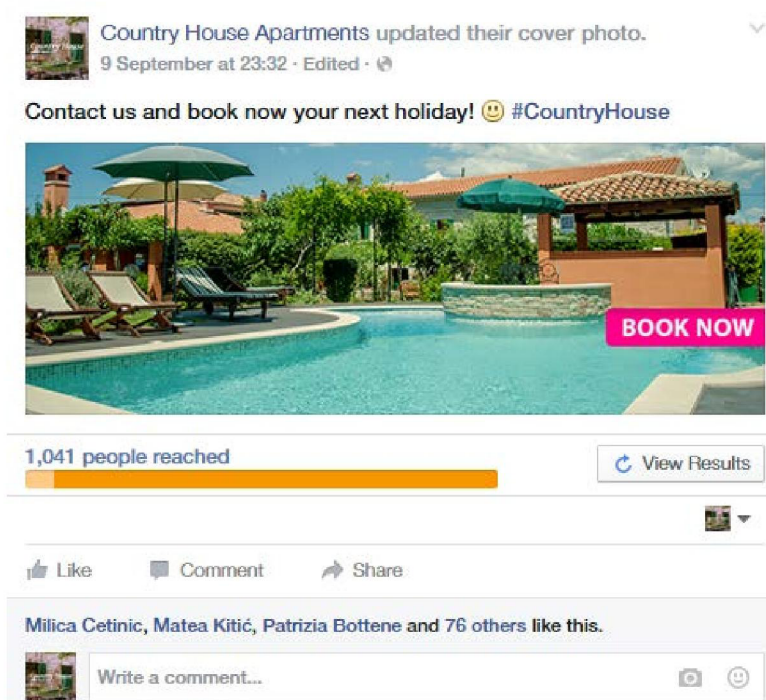 Country House Apartments updated their cover photo.
9 September at 23:32 · Edited ·
Contact us and book now your next holiday! 🙂 #CountryHouse
BOOK NOW
1,041 people reached
View Results
Like Comment Share
Milica Cetinic, Matea Kitić, Patrizia Bottene and 76 others like this.
Write a comment...